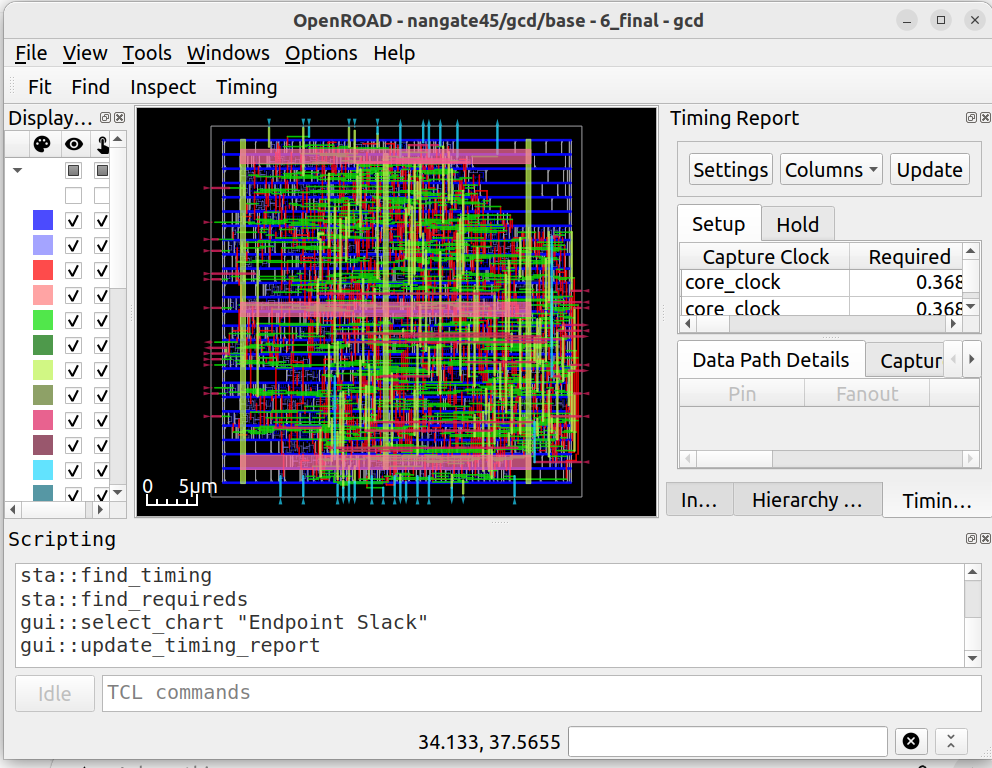 OpenROAD - nangate45/gcd/base - 6_final - gcd
File View Tools Windows Options Help
Fit Find Inspect Timing
Display...
Timing Report
Settings Columns Update
Setup Hold
Capture Clock Required
core_clock 0.368
core_clock 0.368
Data Path Details Captur
Pin Fanout
0 5μm
In... Hierarchy ... Timin...
Scripting
sta::find_timing
sta::find_requireds
gui::select_chart "Endpoint Slack"
gui::update_timing_report
Idle TCL commands
34.133, 37.5655